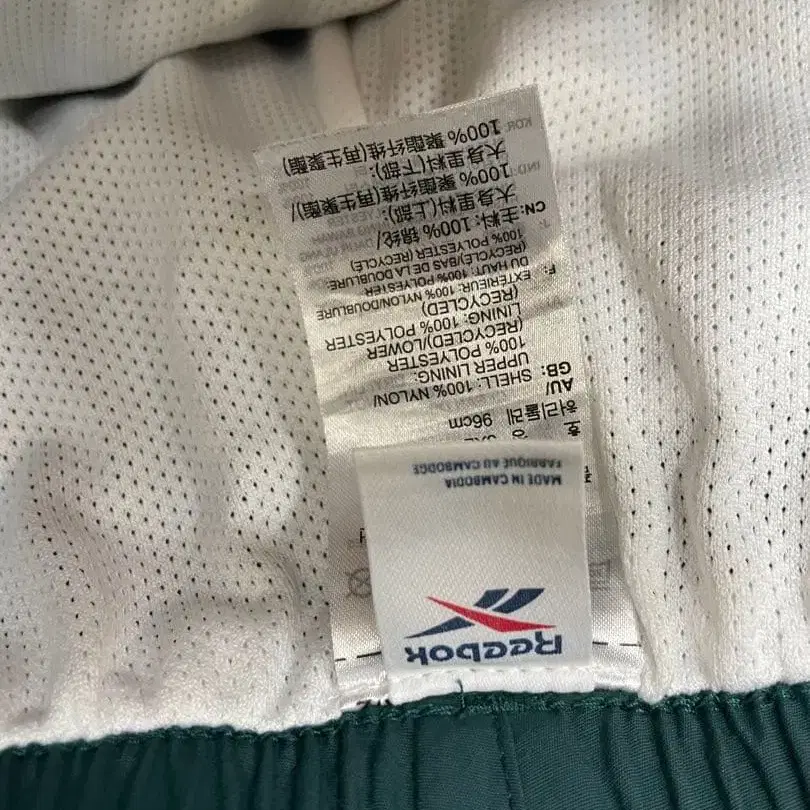 Reebok
MADE IN CAMBODIA
FABRIQUÉ AU CAMBODGE
허리둘레 96cm
AU/
GB: SHELL: 100% NYLON/
UPPER LINING:
100% POLYESTER
(RECYCLED)/LOWER
LINING: 100% POLYESTER
(RECYCLED)
F: EXTÉRIEUR: 100% NYLON/DOUBLURE
DU HAUT: 100% POLYESTER
(RECYCLE)/BAS DE LA DOUBLURE:
100% POLYESTER (RECYCLE)
CN: 主料: 100% 锦纶/
大身里料(上部):
100% 聚酯纤维(再生聚酯)/
大身里料(下部):
100% 聚酯纤维(再生聚酯)